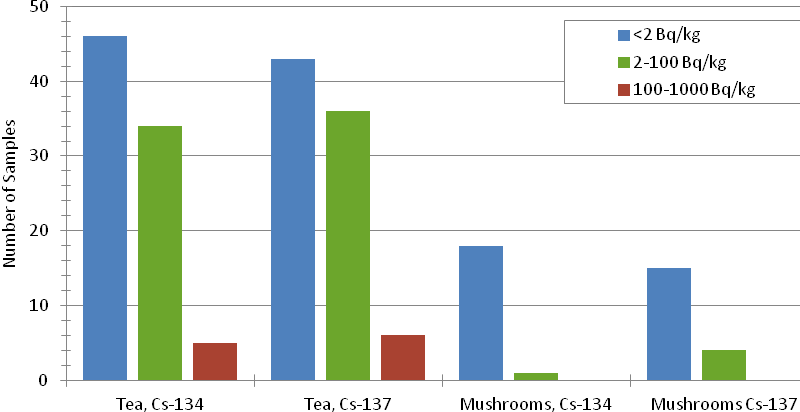 50
40
30
20
10
0
Number of Samples
<2 Bq/kg
2-100 Bq/kg
100-1000 Bq/kg
Tea, Cs-134
Tea, Cs-137
Mushrooms, Cs-134
Mushrooms Cs-137